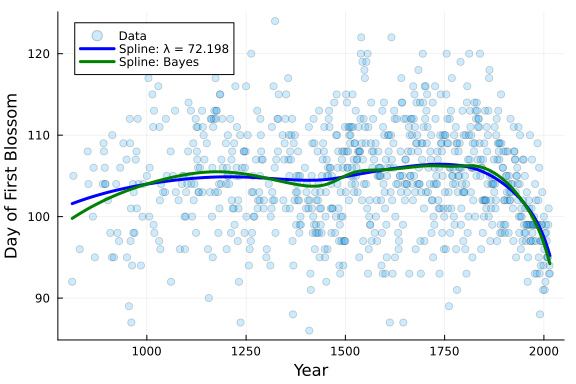 Data
Spline: λ = 72.198
Spline: Bayes
120
110
100
90
Day of First Blossom
1000 1250 1500 1750 2000
Year